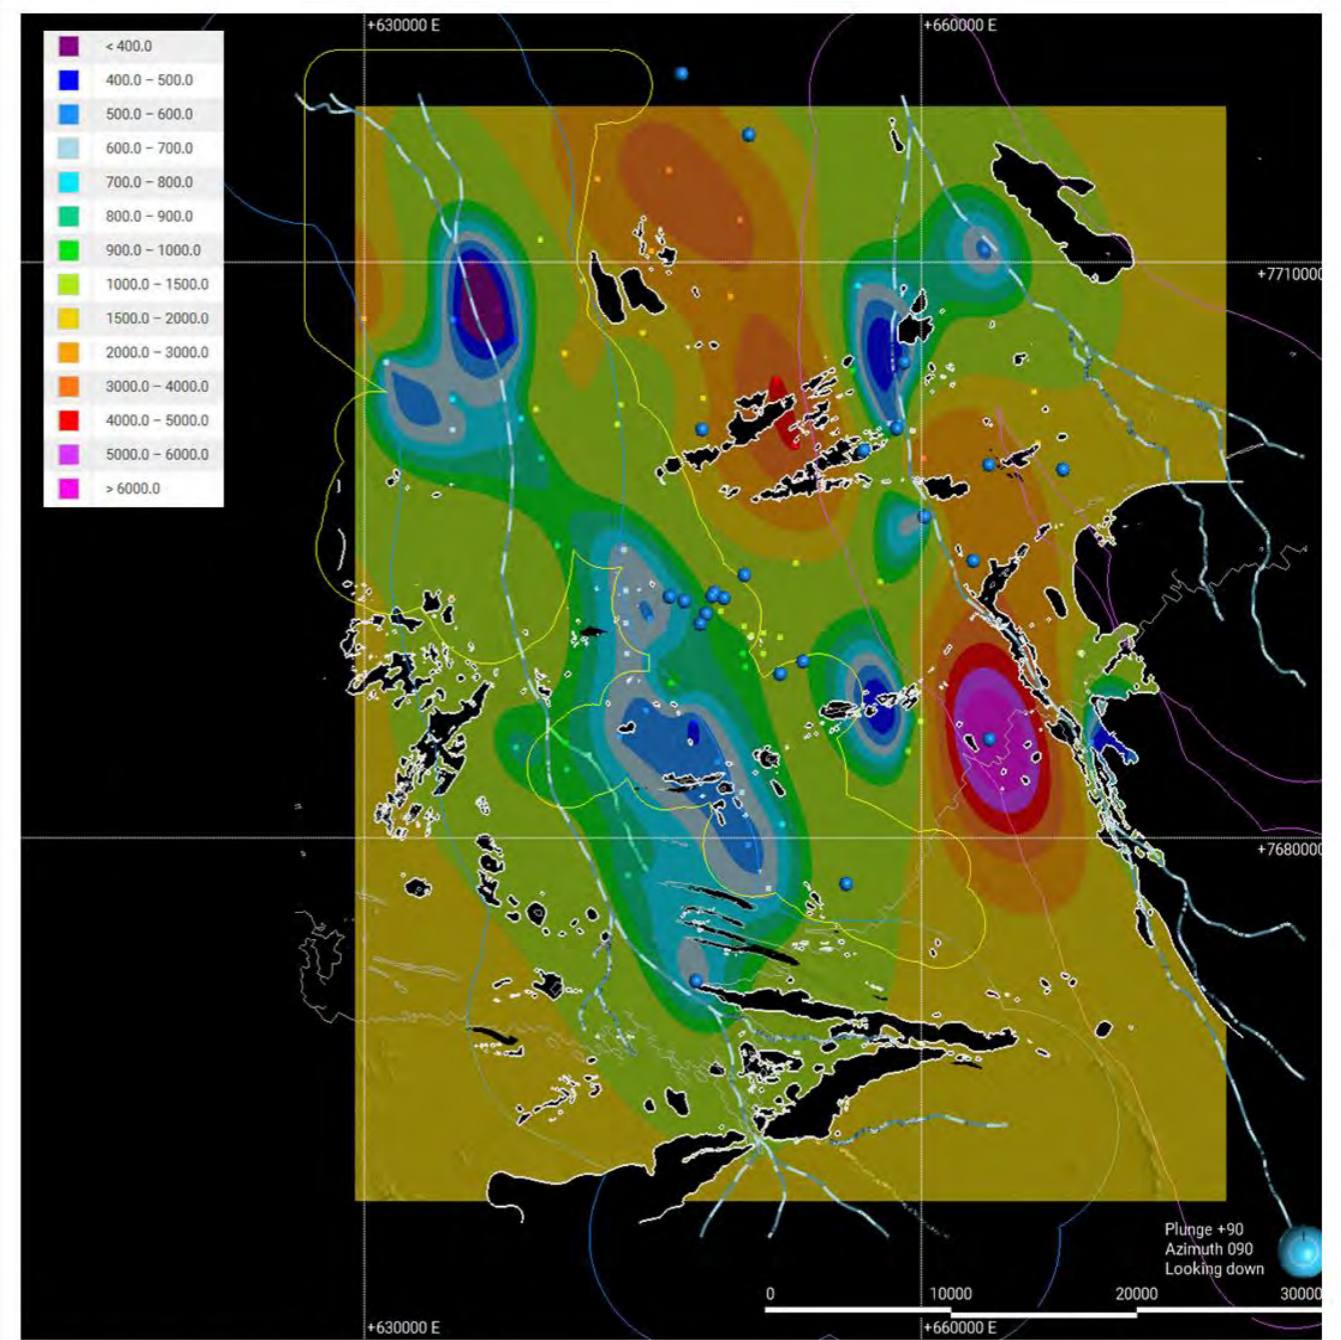 +630000 E
+660000 E
< 400.0
400.0 – 500.0
500.0 – 600.0
600.0 – 700.0
700.0 – 800.0
800.0 – 900.0
900.0 – 1000.0
1000.0 – 1500.0
1500.0 – 2000.0
2000.0 – 3000.0
3000.0 – 4000.0
4000.0 – 5000.0
5000.0 – 6000.0
> 6000.0
+7710000
+7680000
Plunge +90
Azimuth 090
Looking down
0 10000 20000 30000
+630000 E
+660000 E